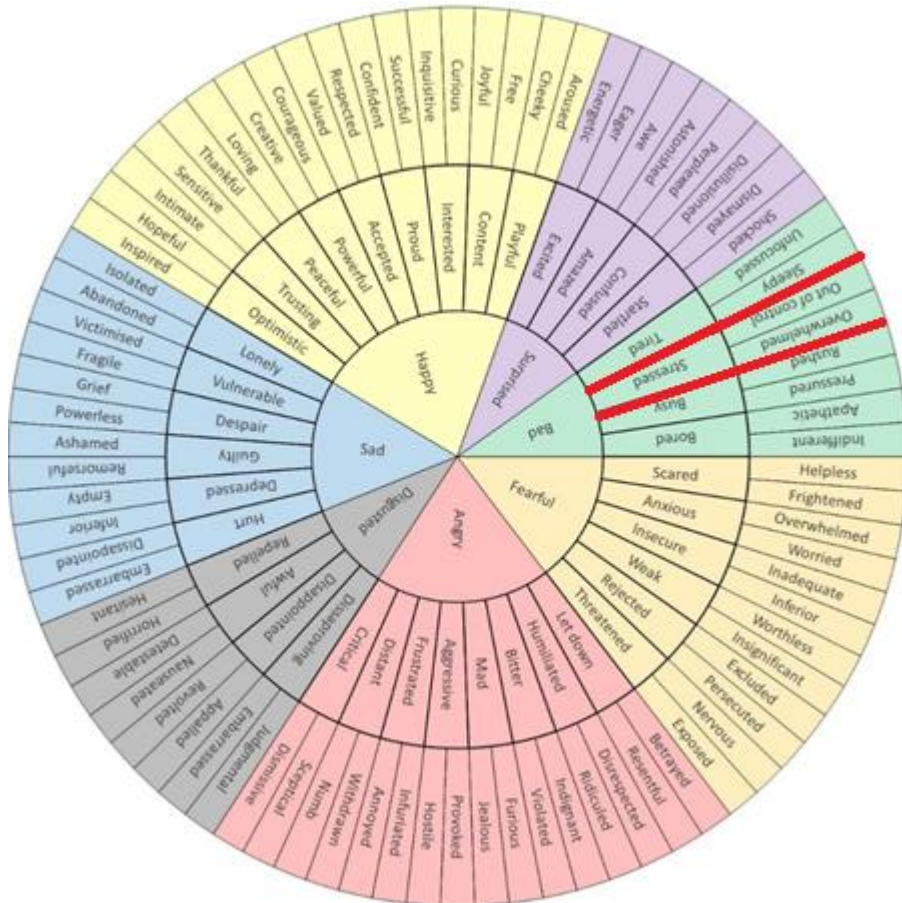 Happy
Surprised
Bad
Fearful
Angry
Disgusted
Sad
Optimistic
Trusting
Peaceful
Powerful
Accepted
Proud
Interested
Content
Playful
Excited
Amazed
Confused
Startled
Tired
Stressed
Busy
Bored
Scared
Anxious
Insecure
Weak
Rejected
Threatened
Let down
Humiliated
Bitter
Mad
Aggressive
Frustrated
Distant
Critical
Dissaproving
Disappointed
Awful
Repelled
Hurt
Depressed
Guilty
Despair
Vulnerable
Lonely
Inspired
Hopeful
Intimate
Sensitive
Thankful
Loving
Creative
Courageous
Valued
Respected
Confident
Successful
Inquisitive
Curious
Joyful
Free
Cheeky
Aroused
Energetic
Eager
Awe
Astonished
Perplexed
Disillusioned
Dismayed
Shocked
Unfocussed
Sleepy
Out of control
Overwhelmed
Rushed
Pressured
Apathetic
Indifferent
Helpless
Frightened
Overwhelmed
Worried
Inadequate
Inferior
Worthless
Insignificant
Excluded
Persecuted
Nervous
Exposed
Betrayed
Resentful
Disrespected
Ridiculed
Indignant
Violated
Furious
Jealous
Provoked
Hostile
Infuriated
Annoyed
Withdrawn
Numb
Sceptical
Dismissive
Judgmental
Embarrassed
Appalled
Revolted
Nauseated
Detestable
Horrified
Hesitant
Embarrassed
Dissapointed
Inferior
Empty
Remorseful
Ashamed
Powerless
Grief
Fragile
Victimised
Abandoned
Isolated